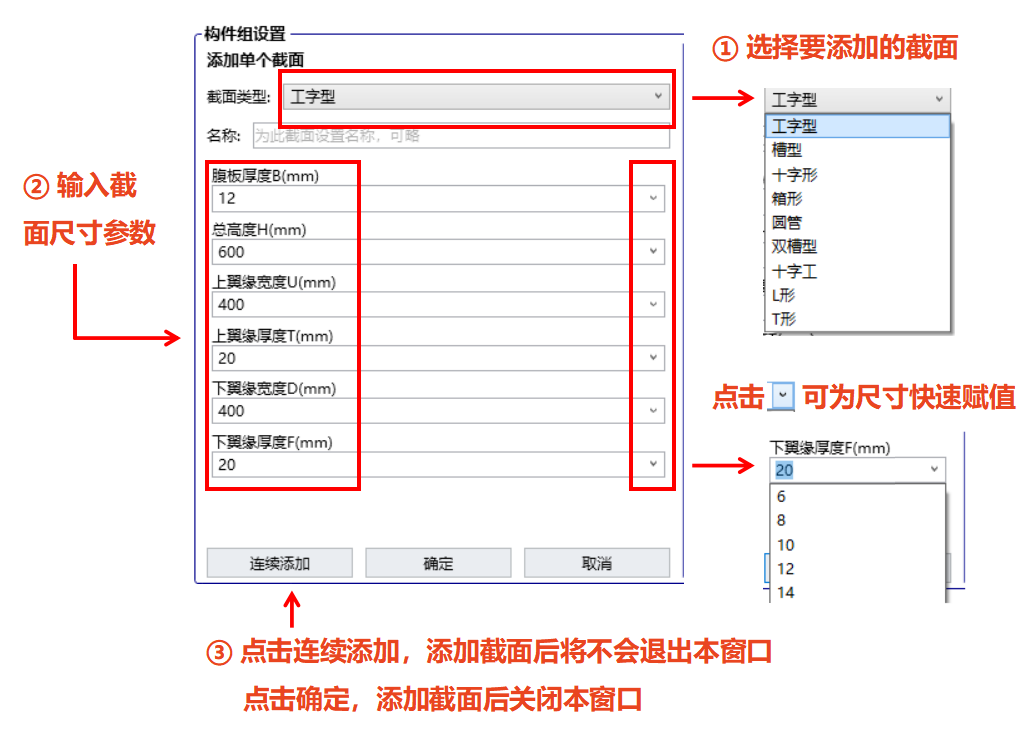 构件组设置
添加单个截面
截面类型: 工字型
名称: 为此截面设置名称，可略
腹板厚度B(mm)
12
总高度H(mm)
600
上翼缘宽度U(mm)
400
上翼缘厚度T(mm)
20
下翼缘宽度D(mm)
400
下翼缘厚度F(mm)
20
连续添加 确定 取消
① 选择要添加的截面
工字型
工字型
槽型
十字形
箱形
圆管
双槽型
十字工
L形
T形
② 输入截
面尺寸参数
点击 可为尺寸快速赋值
下翼缘厚度F(mm)
20
6
8
10
12
14
③ 点击连续添加，添加截面后将不会退出本窗口
点击确定，添加截面后关闭本窗口